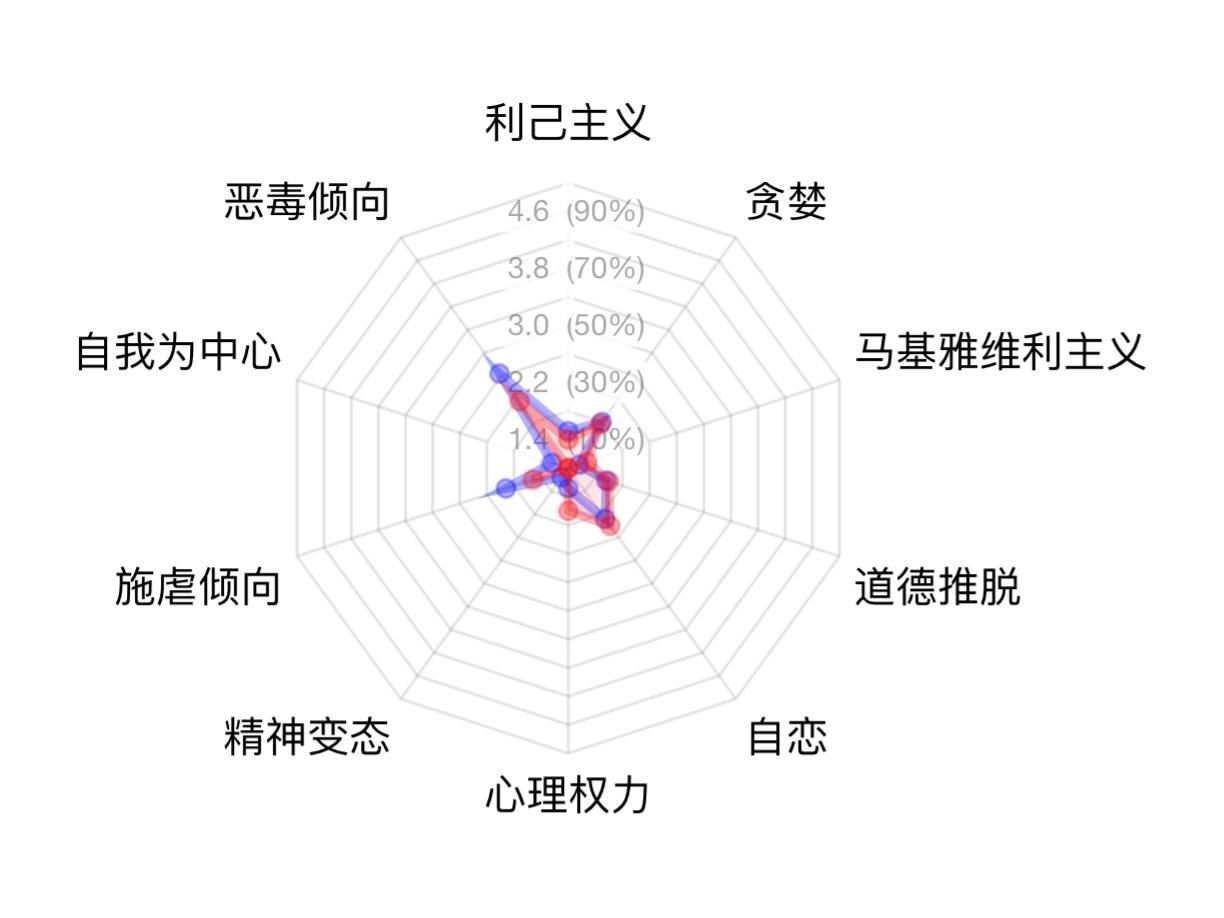 利己主义
恶毒倾向
贪婪
4.6 (90%)
3.8 (70%)
自我为中心
3.0 (50%)
马基雅维利主义
2.2 (30%)
1.4 (10%)
施虐倾向
道德推脱
精神变态
自恋
心理权力